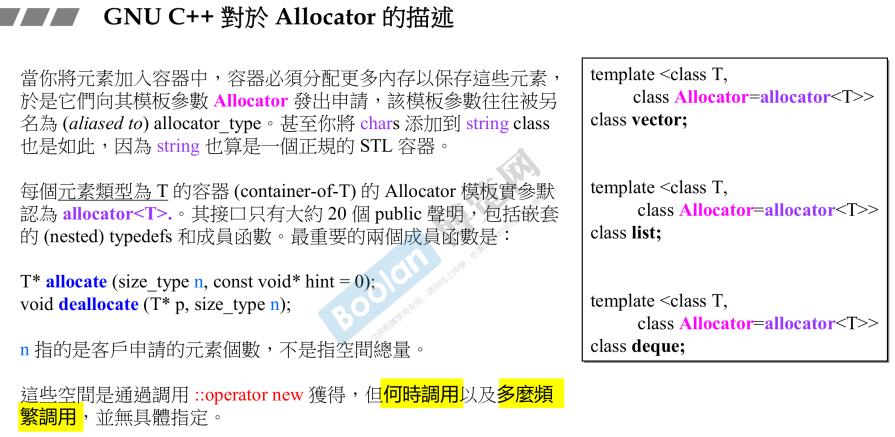 GNU C++ 對於 Allocator 的描述
當你將元素加入容器中，容器必須分配更多內存以保存這些元素，
於是它們向其模板參數 Allocator 發出申請，該模板參數往往被另
名為 (aliased to) allocator_type。甚至你將 chars 添加到 string class
也是如此，因為 string 也算是一個正規的 STL 容器。
每個元素類型為 T 的容器 (container-of-T) 的 Allocator 模板實參默
認為 allocator<T>.。其接口只有大約 20 個 public 聲明，包括嵌套
的 (nested) typedefs 和成員函數。最重要的兩個成員函數是：
T* allocate (size_type n, const void* hint = 0);
void deallocate (T* p, size_type n);
n 指的是客戶申請的元素個數，不是指空間總量。
這些空間是通過調用 ::operator new 獲得，但何時調用以及多麼頻
繁調用，並無具體指定。
template <class T,
class Allocator=allocator<T>>
class vector;
template <class T,
class Allocator=allocator<T>>
class list;
template <class T,
class Allocator=allocator<T>>
class deque;
Boolan